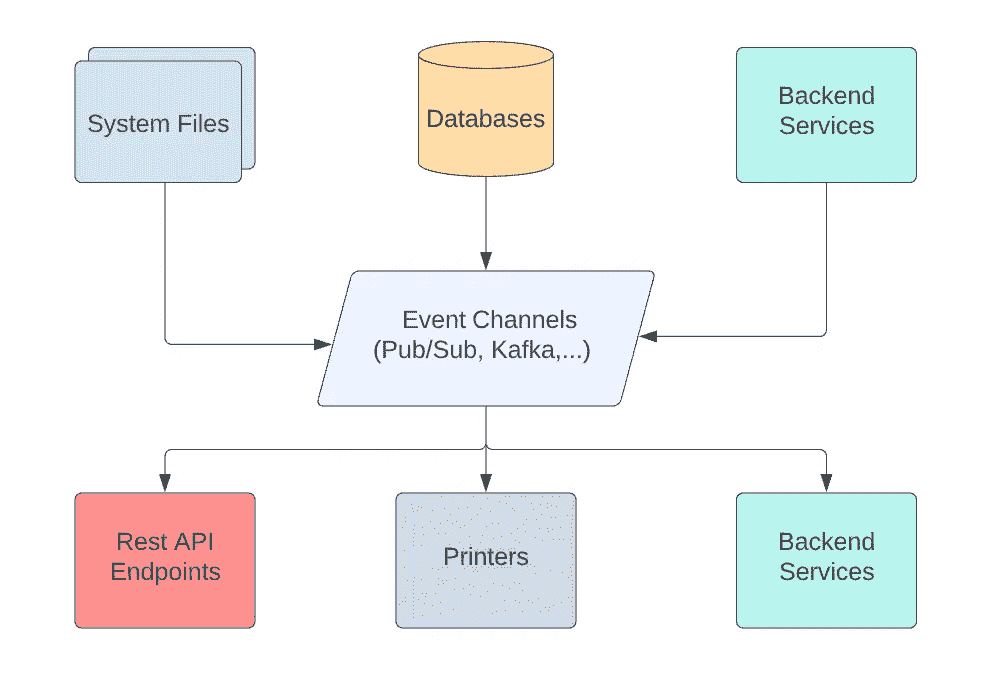 System Files
Databases
Backend
Services
Event Channels
(Pub/Sub, Kafka,...)
Rest API
Endpoints
Printers
Backend
Services